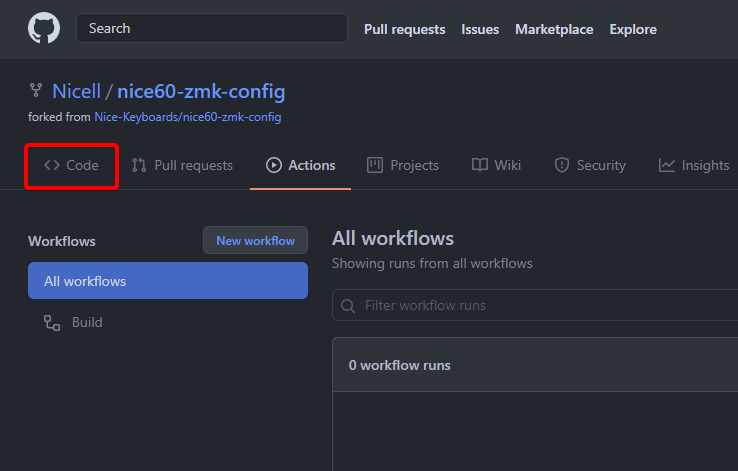 Search Pull requests Issues Marketplace Explore
Nicell / nice60-zmk-config
forked from Nice-Keyboards/nice60-zmk-config
Code Pull requests Actions Projects Wiki Security Insights
Workflows
New workflow
All workflows
Build
All workflows
Showing runs from all workflows
Filter workflow runs
0 workflow runs